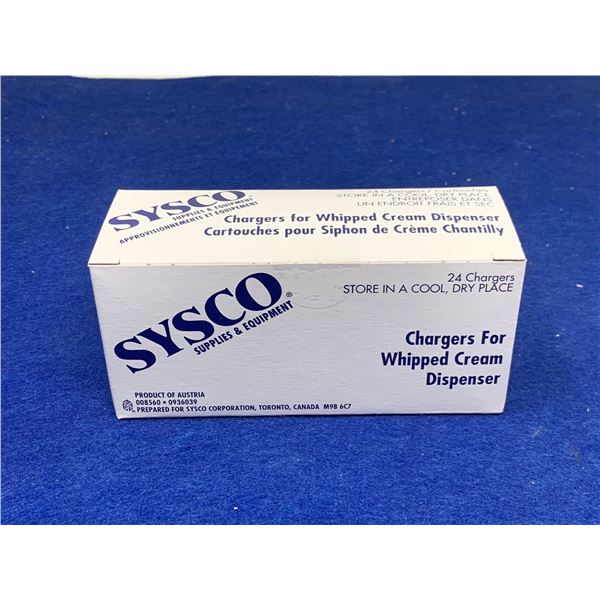 SYSCO
SUPPLIES & EQUIPMENT
APPROVISIONNEMENTS ET EQUIPEMENT
24 Chargers/Cartouches
STORE IN A COOL, DRY PLACE
ENTREPOSER DANS
UN ENDROIT FRAIS ET SEC
Chargers for Whipped Cream Dispenser
Cartouches pour Siphon de Crème Chantilly
24 Chargers
STORE IN A COOL, DRY PLACE
SYSCO®
SUPPLIES & EQUIPMENT
Chargers For
Whipped Cream
Dispenser
PRODUCT OF AUSTRIA
008560 • 0936039
PREPARED FOR SYSCO CORPORATION, TORONTO, CANADA M9B 6C7